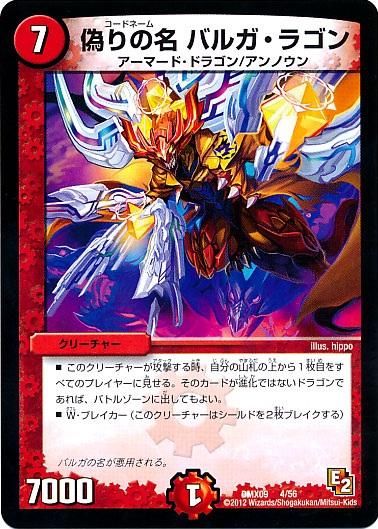 7
コードネーム
偽りの名 バルガ・ラゴン
アーマード・ドラゴン/アンノウン
illus. hippo
クリーチャー
■ このクリーチャーが攻撃する時、自分の山札の上から1枚目をす
べてのプレイヤーに見せる。そのカードが進化ではないドラゴンで
あれば、バトルゾーンに出してもよい。
■ W・ブレイカー (このクリーチャーはシールドを2枚ブレイクする)
バルガの名が悪用される。
7000
1
E2
DMX09 4/56
©2012 Wizards/Shogakukan/Mitsui-Kids